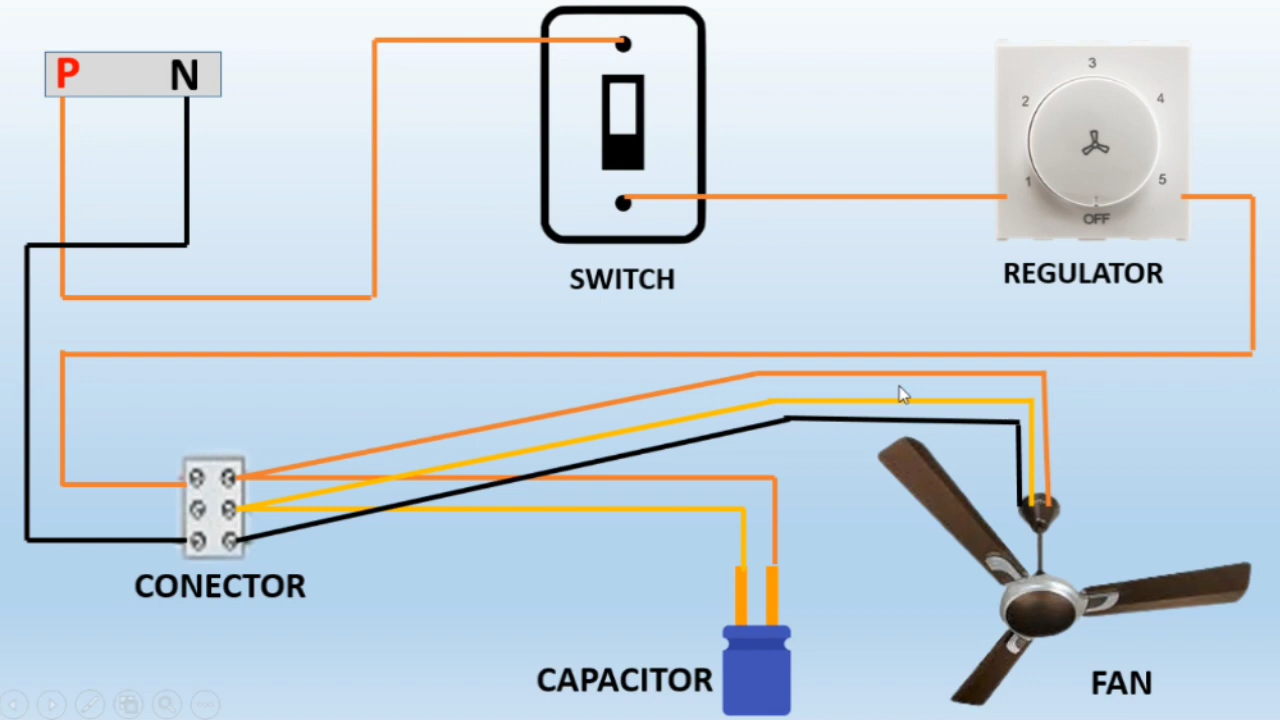 P N
3
2 4
1 5
OFF
SWITCH
REGULATOR
CONECTOR
CAPACITOR
FAN